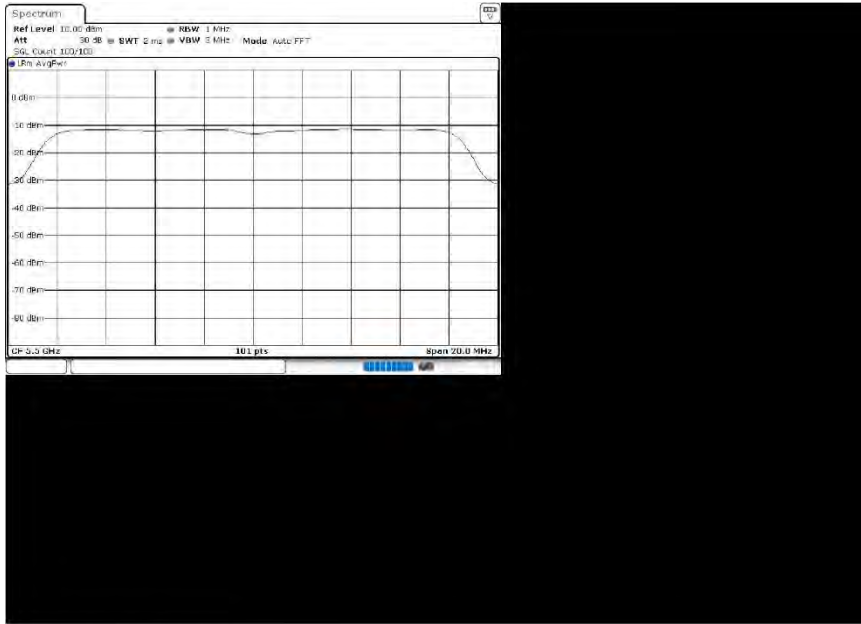 Spectrum
Ref Level 10.00 dBm RBW 1 MHz
Att 30 dB SWT 2 ms VBW 3 MHz Mode Auto FFT
SGL Count 100/100
1Rm AvgPwr
0 dBm
-10 dBm
-20 dBm
-30 dBm
-40 dBm
-50 dBm
-60 dBm
-70 dBm
-80 dBm
CF 5.5 GHz 101 pts Span 20.0 MHz